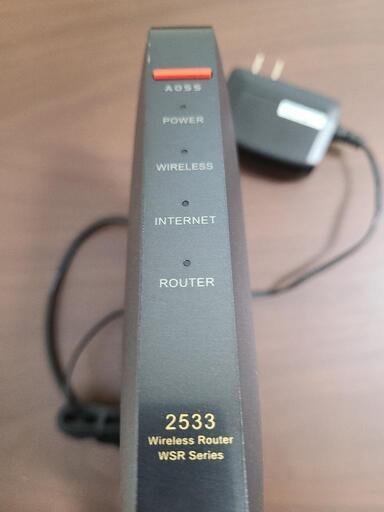 AOSS
POWER
WIRELESS
INTERNET
ROUTER
2533
Wireless Router
WSR Series